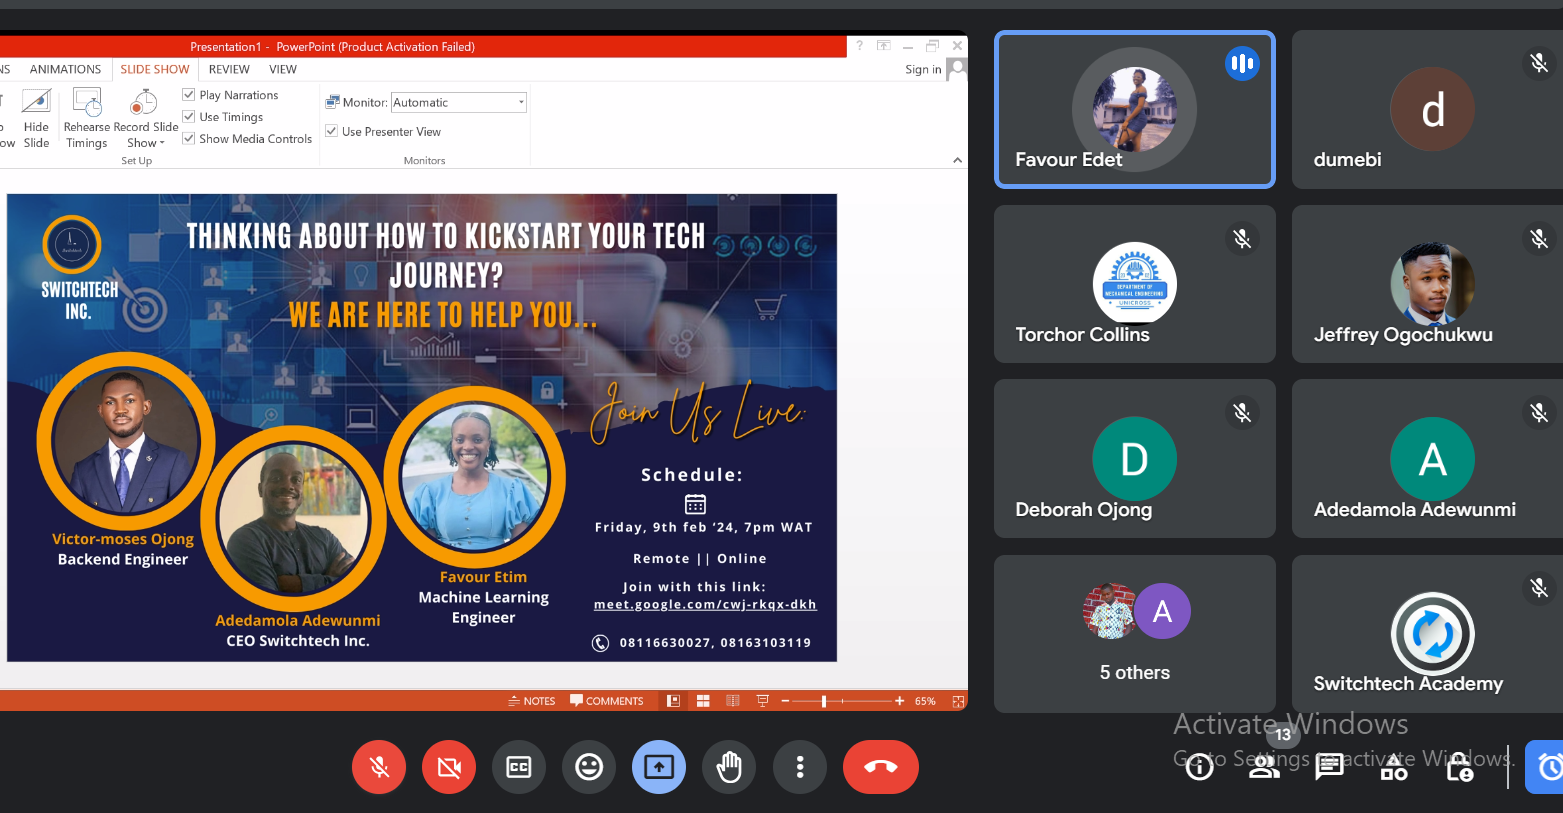 Presentation1 - PowerPoint (Product Activation Failed)
NS ANIMATIONS SLIDE SHOW REVIEW VIEW
Sign in
Hide Slide
Rehearse Timings
Record Slide Show
Play Narrations
Use Timings
Show Media Controls
Set Up
Monitor: Automatic
Use Presenter View
Monitors
SWITCHTECH
INC.
THINKING ABOUT HOW TO KICKSTART YOUR TECH
JOURNEY?
WE ARE HERE TO HELP YOU...
Victor-moses Ojong
Backend Engineer
Adedamola Adewunmi
CEO Switchtech Inc.
Favour Etim
Machine Learning
Engineer
Join Us Live:
Schedule:
Friday, 9th feb ‘24, 7pm WAT
Remote || Online
Join with this link:
meet.google.com/cwj-rkqx-dkh
08116630027, 08163103119
NOTES COMMENTS 65%
Favour Edet
d
dumebi
DEPARTMENT OF
MECHANICAL ENGINEERING
UNICROSS
Torchor Collins
Jeffrey Ogochukwu
D
Deborah Ojong
A
Adedamola Adewunmi
A
5 others
Switchtech Academy
CC
13
Activate Windows
Go to Settings to activate Windows.